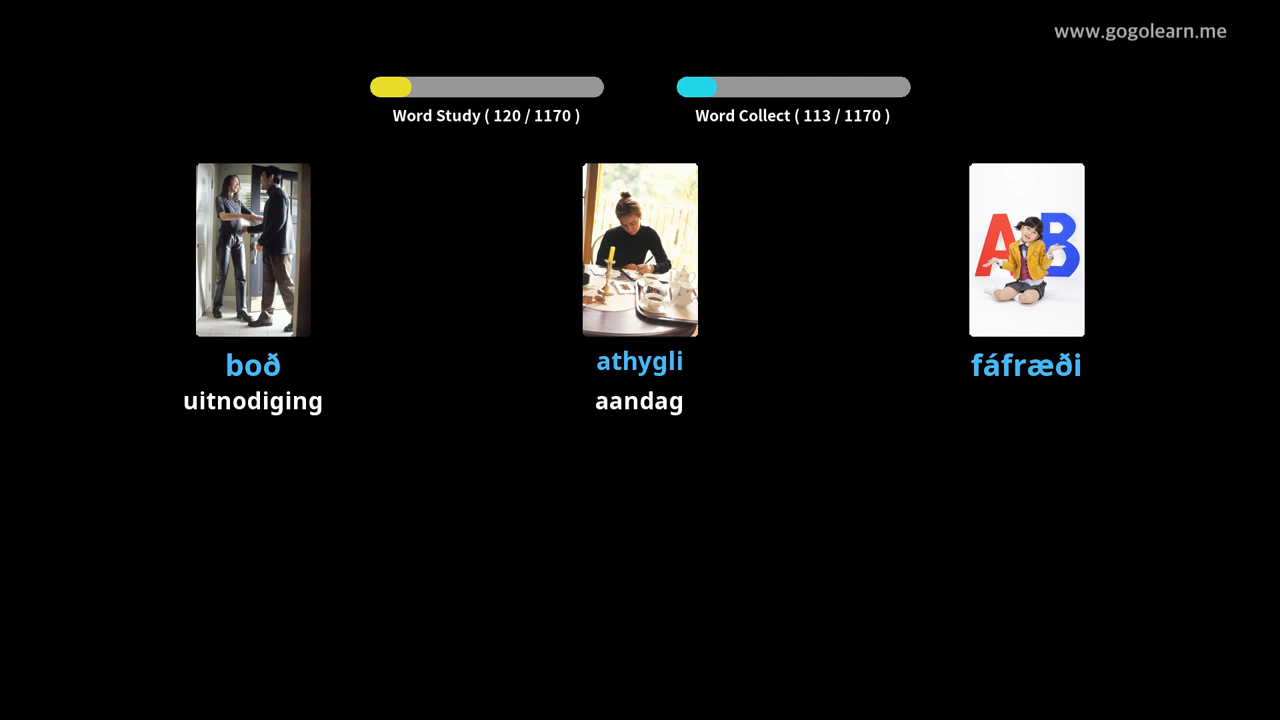 www.gogolearn.me
Word Study ( 120 / 1170 )
Word Collect ( 113 / 1170 )
A B
boð
athygli
fáfræði
uitnodiging
aandag